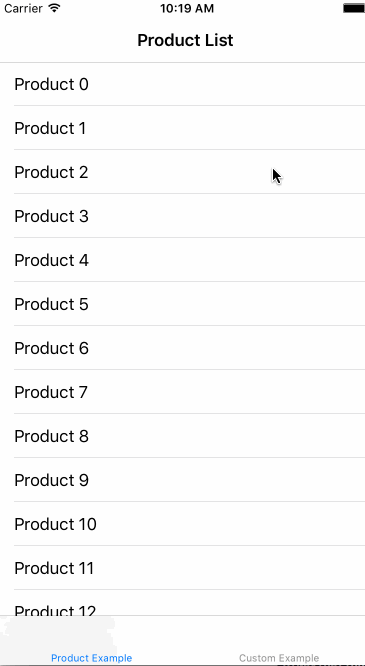 Carrier 10:19 AM
Product List
Product 0
Product 1
Product 2
Product 3
Product 4
Product 5
Product 6
Product 7
Product 8
Product 9
Product 10
Product 11
Product 12
Product Example Custom Example